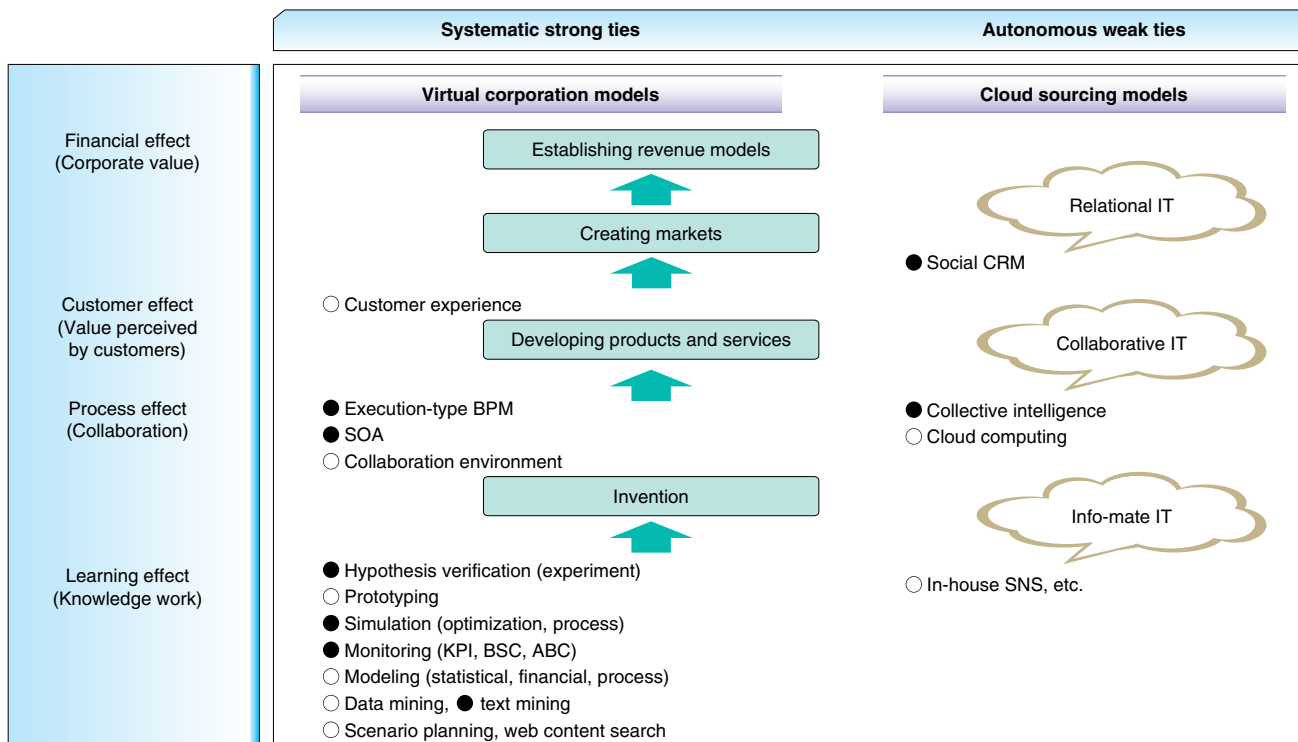 Systematic strong ties
Autonomous weak ties
Virtual corporation models
Cloud sourcing models
Financial effect
(Corporate value)
Establishing revenue models
Relational IT
Creating markets
● Social CRM
Customer effect
(Value perceived
by customers)
○ Customer experience
Developing products and services
Collaborative IT
Process effect
(Collaboration)
● Execution-type BPM
● SOA
○ Collaboration environment
● Collective intelligence
○ Cloud computing
Invention
Info-mate IT
Learning effect
(Knowledge work)
● Hypothesis verification (experiment)
○ Prototyping
● Simulation (optimization, process)
● Monitoring (KPI, BSC, ABC)
○ Modeling (statistical, financial, process)
○ Data mining, ● text mining
○ Scenario planning, web content search
○ In-house SNS, etc.